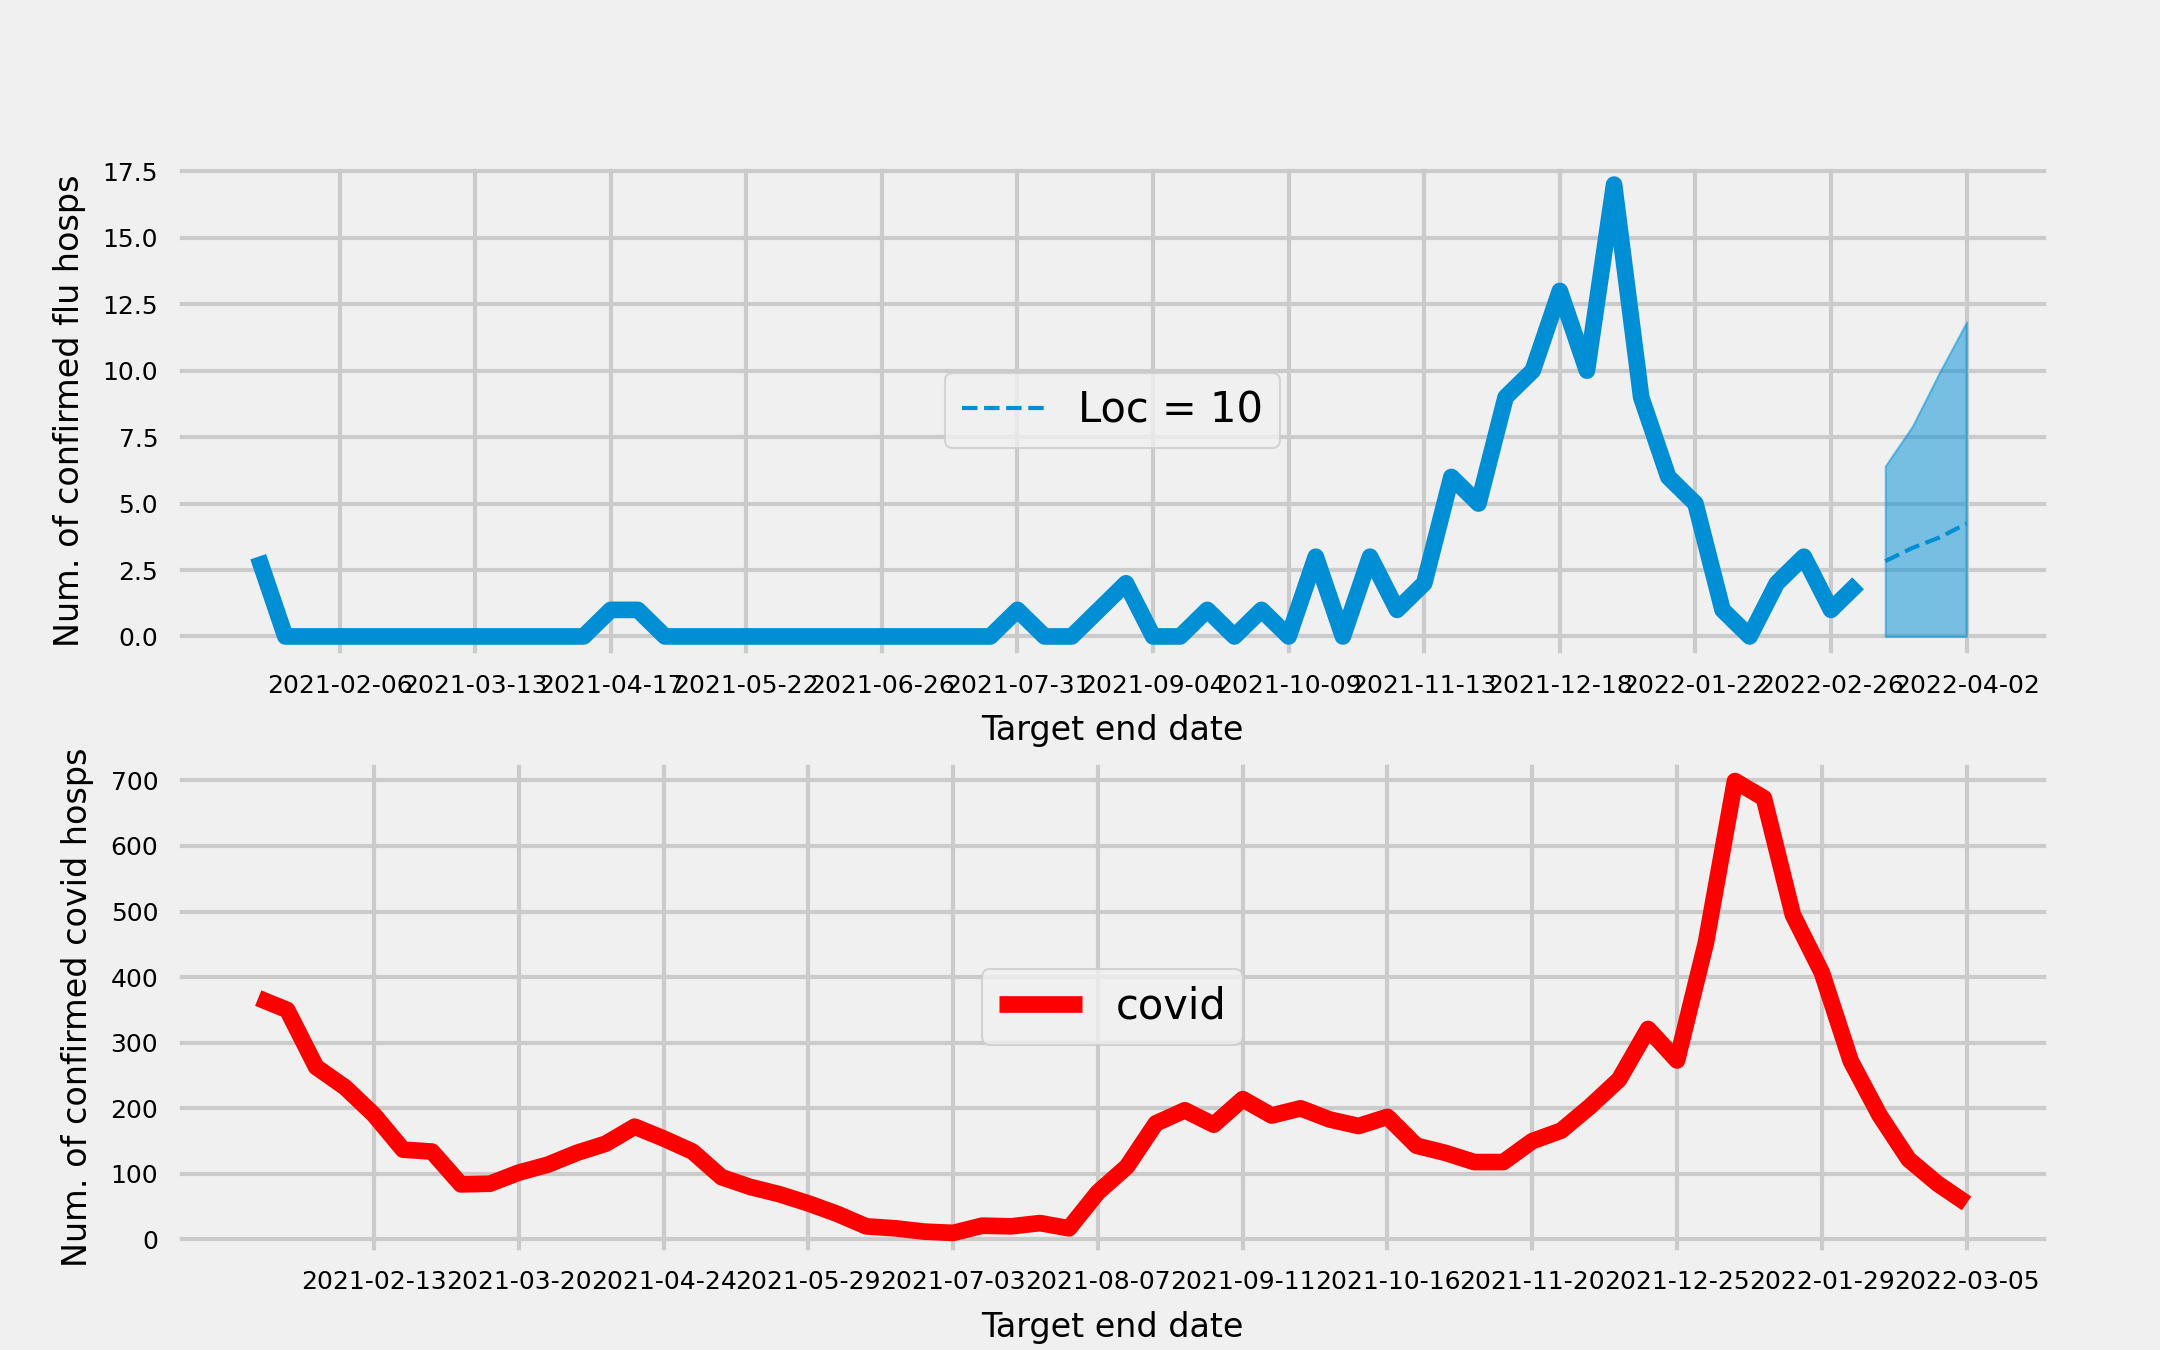 Num. of confirmed flu hosps
17.5
15.0
12.5
10.0
7.5
5.0
2.5
0.0
Loc = 10
2021-02-06 2021-03-13 2021-04-17 2021-05-22 2021-06-26 2021-07-31 2021-09-04 2021-10-09 2021-11-13 2021-12-18 2022-01-22 2022-02-26 2022-04-02
Target end date
Num. of confirmed covid hosps
700
600
500
400
300
200
100
0
covid
2021-02-13 2021-03-20 2021-04-24 2021-05-29 2021-07-03 2021-08-07 2021-09-11 2021-10-16 2021-11-20 2021-12-25 2022-01-29 2022-03-05
Target end date